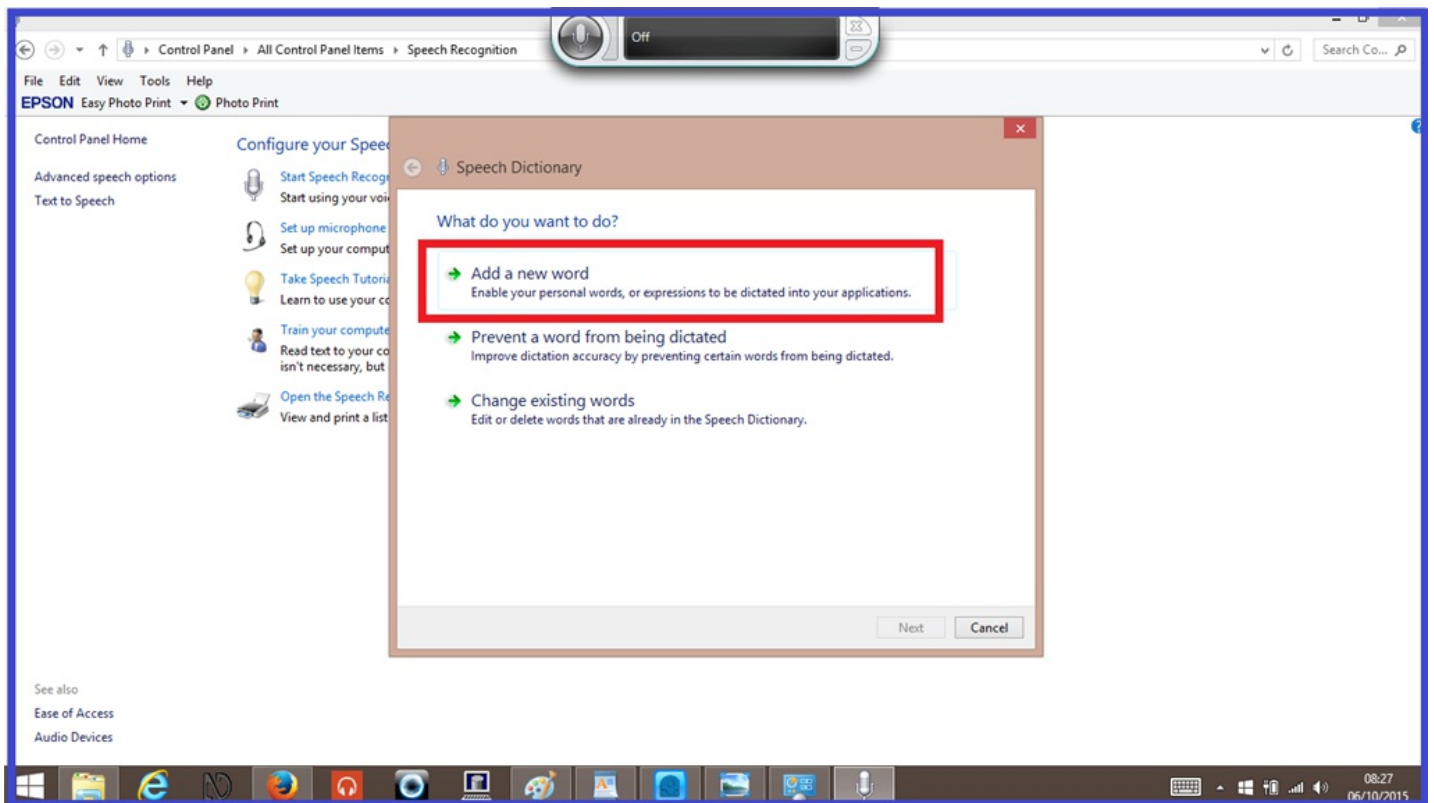 Off
Control Panel ▸ All Control Panel Items ▸ Speech Recognition
Search Co...
File Edit View Tools Help
EPSON Easy Photo Print Photo Print
Control Panel Home
Advanced speech options
Text to Speech
Configure your Spee
Start Speech Recogn
Start using your voi
Set up microphone
Set up your comput
Take Speech Tutoria
Learn to use your co
Train your compute
Read text to your co
isn't necessary, but
Open the Speech Re
View and print a list
Speech Dictionary
What do you want to do?
Add a new word
Enable your personal words, or expressions to be dictated into your applications.
Prevent a word from being dictated
Improve dictation accuracy by preventing certain words from being dictated.
Change existing words
Edit or delete words that are already in the Speech Dictionary.
Next Cancel
See also
Ease of Access
Audio Devices
08:27
06/10/2015